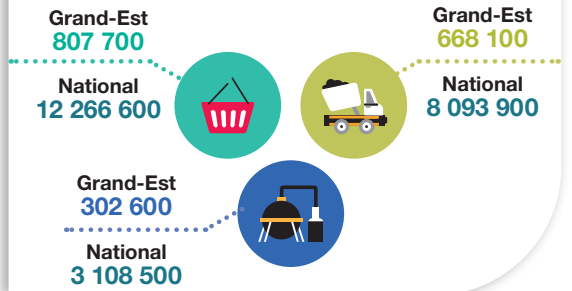 Grand-Est
807 700
National
12 266 600
Grand-Est
668 100
National
8 093 900
Grand-Est
302 600
National
3 108 500